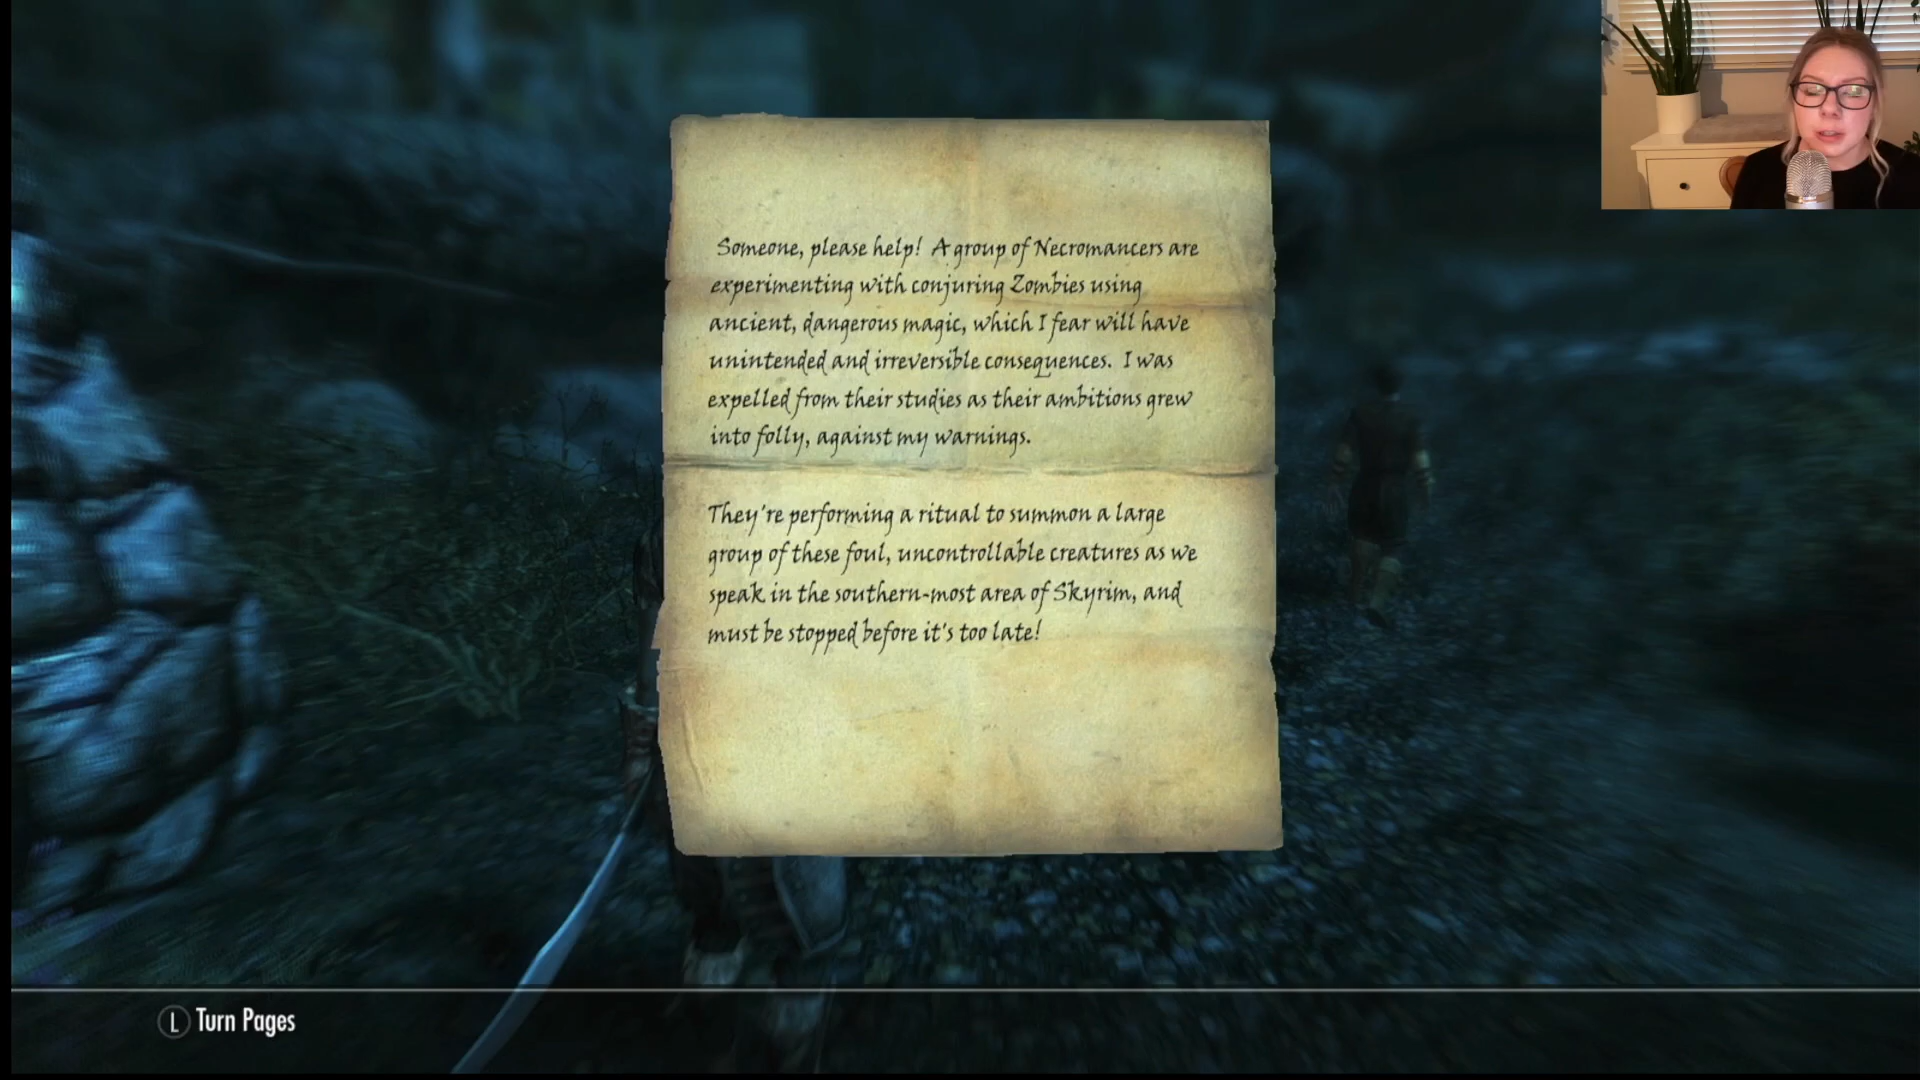 Someone, please help! A group of Necromancers are
experimenting with conjuring Zombies using
ancient, dangerous magic, which I fear will have
unintended and irreversible consequences. I was
expelled from their studies as their ambitions grew
into folly, against my warnings.
They're performing a ritual to summon a large
group of these foul, uncontrollable creatures as we
speak in the southern-most area of Skyrim, and
must be stopped before it's too late!
L Turn Pages